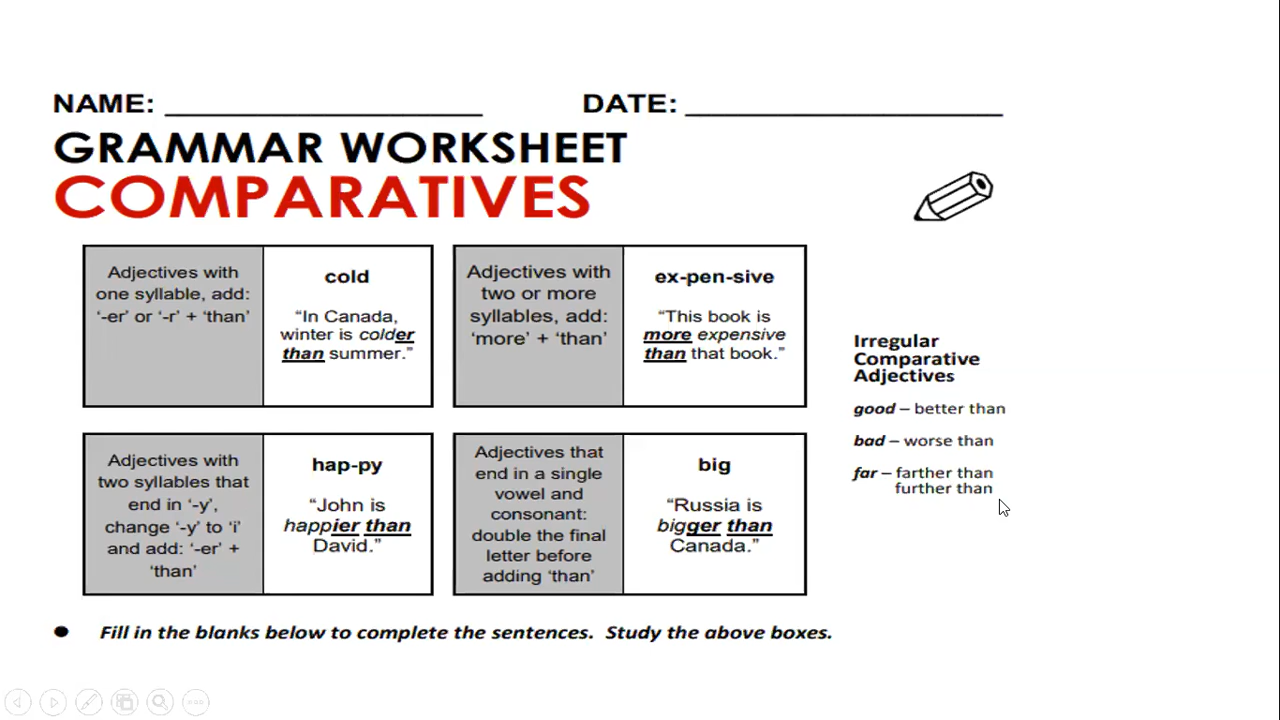 NAME: ______________________ DATE: ______________________
GRAMMAR WORKSHEET
COMPARATIVES
Adjectives with
one syllable, add:
‘-er’ or ‘-r’ + ‘than’
cold
“In Canada,
winter is colder
than summer.”
Adjectives with
two or more
syllables, add:
‘more’ + ‘than’
ex-pen-sive
“This book is
more expensive
than that book.”
Adjectives with
two syllables that
end in ‘-y’,
change ‘-y’ to ‘i’
and add: ‘-er’ +
‘than’
hap-py
“John is
happier than
David.”
Adjectives that
end in a single
vowel and
consonant:
double the final
letter before
adding ‘than’
big
“Russia is
bigger than
Canada.”
Irregular
Comparative
Adjectives
good – better than
bad – worse than
far – farther than
further than
● Fill in the blanks below to complete the sentences. Study the above boxes.